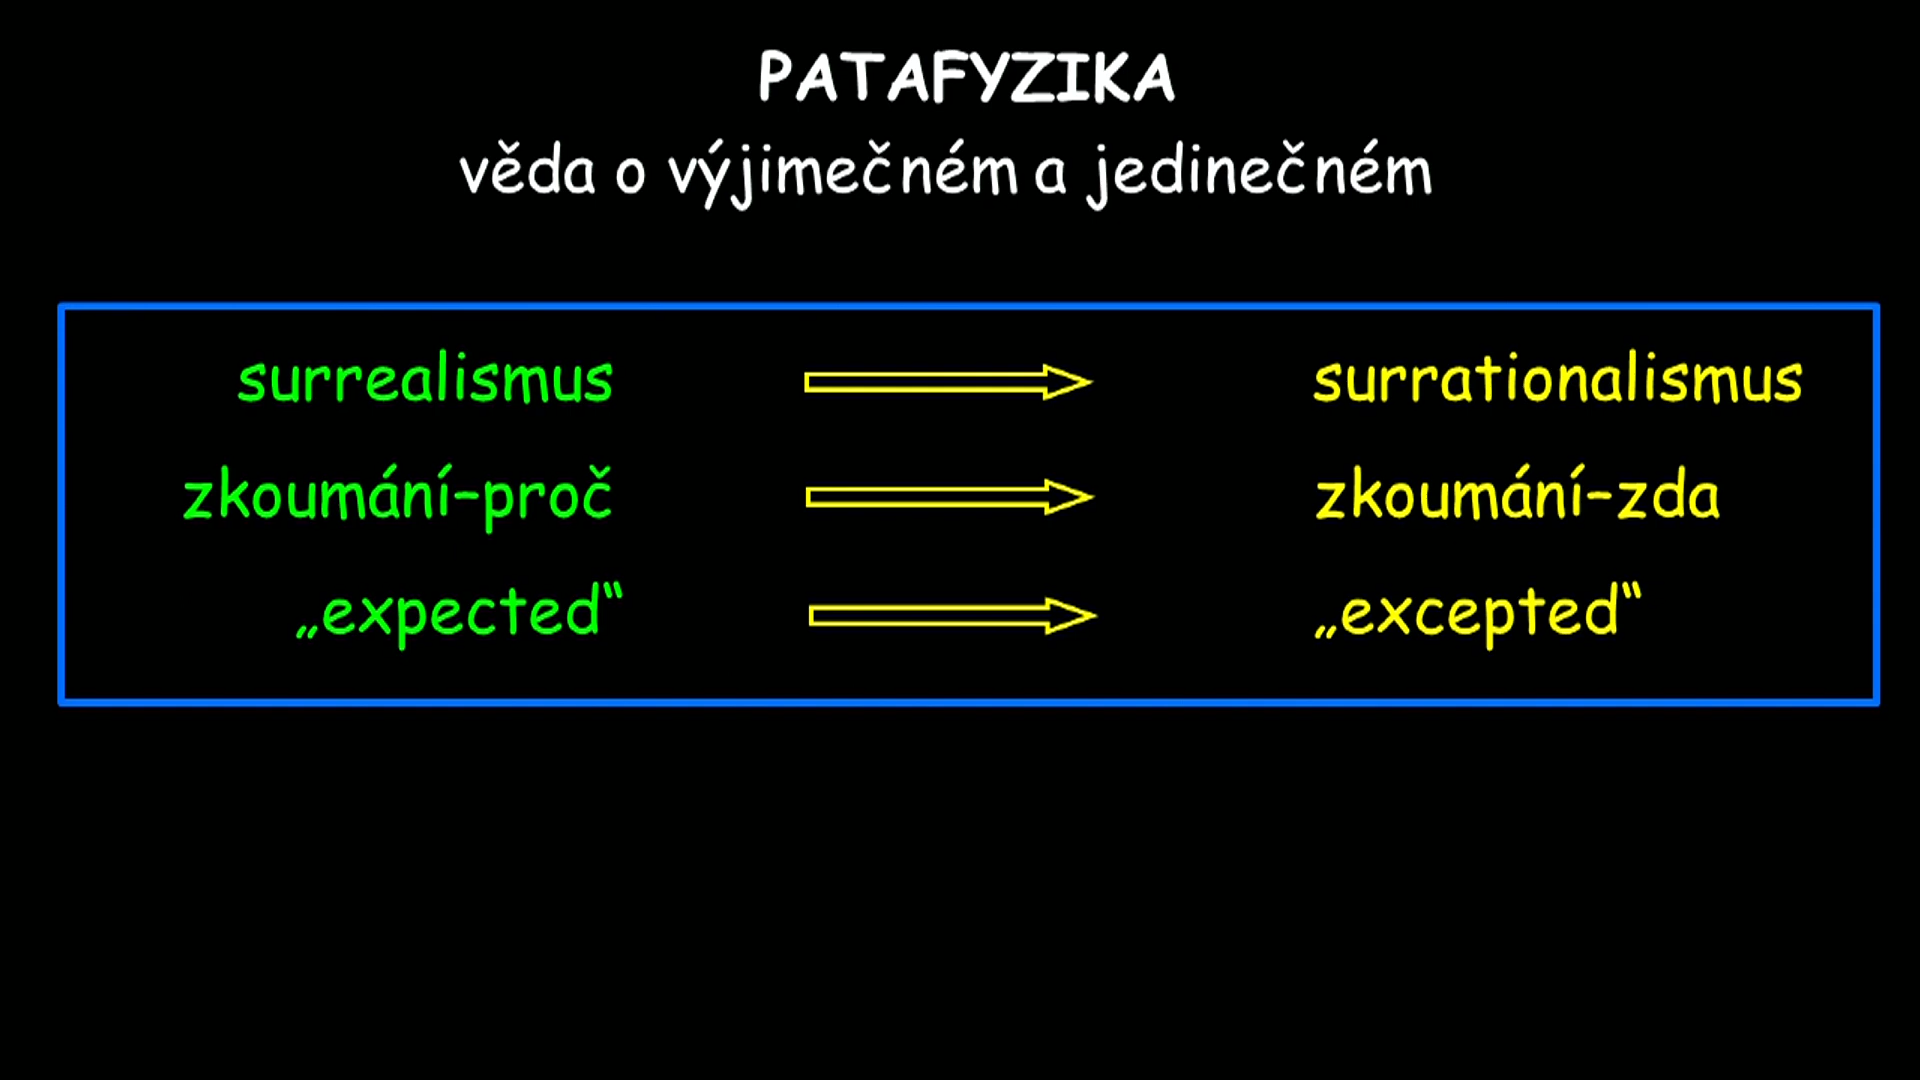 PATAFYZIKA
věda o výjimečném a jedinečném
surrealismus surrationalismus
zkoumání–proč zkoumání–zda
„expected“ „excepted“